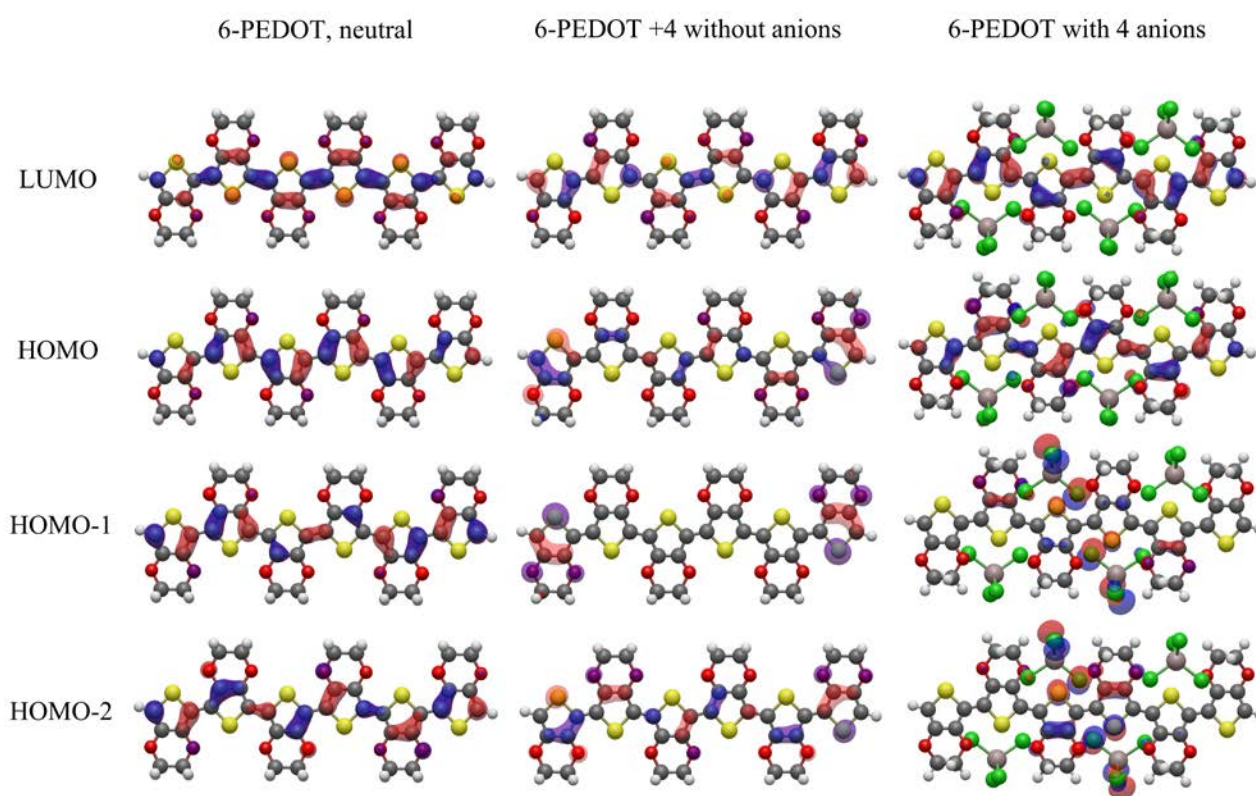 6-PEDOT, neutral 6-PEDOT +4 without anions 6-PEDOT with 4 anions
LUMO
HOMO
HOMO-1
HOMO-2